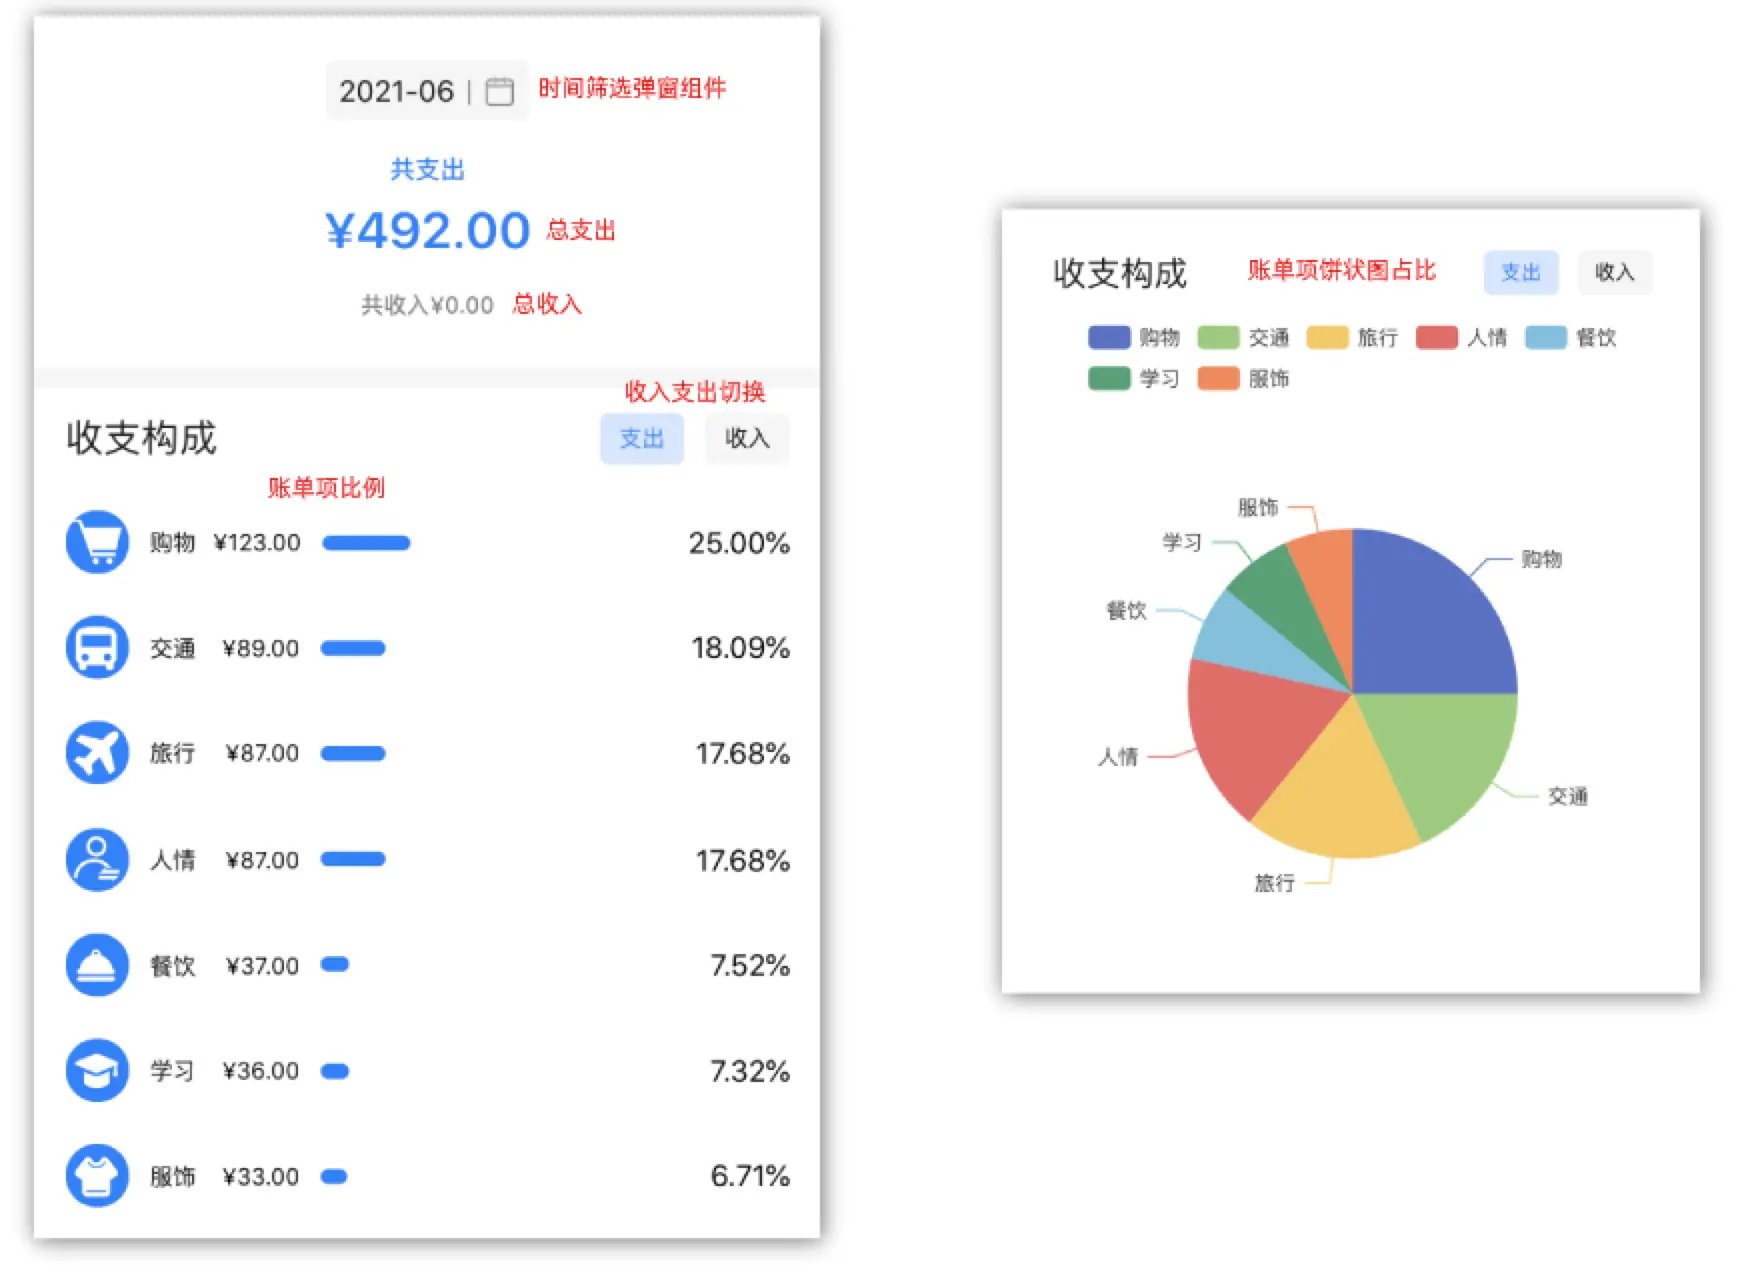 2021-06 | 时间筛选弹窗组件
共支出
¥492.00 总支出
共收入¥0.00 总收入
收入支出切换
收支构成 支出 收入
账单项比例
购物 ¥123.00 25.00%
交通 ¥89.00 18.09%
旅行 ¥87.00 17.68%
人情 ¥87.00 17.68%
餐饮 ¥37.00 7.52%
学习 ¥36.00 7.32%
服饰 ¥33.00 6.71%
收支构成 账单项饼状图占比 支出 收入
购物 交通 旅行 人情 餐饮
学习 服饰
服饰
学习
购物
餐饮
人情
交通
旅行